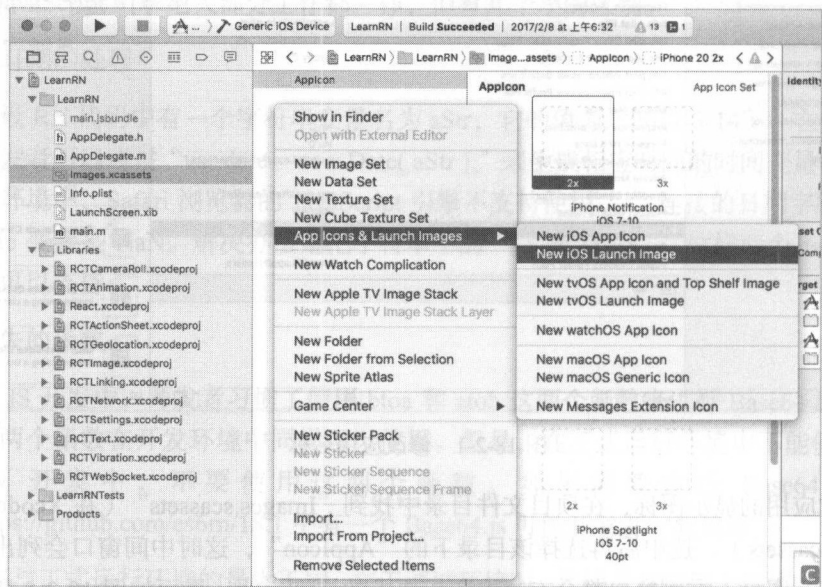 Generic iOS Device
LearnRN | Build Succeeded | 2017/2/8 at 上午6:32
13
1
LearnRN
LearnRN
Image...assets
AppIcon
iPhone 20 2x
LearnRN
LearnRN
main.jsbundle
AppDelegate.h
AppDelegate.m
Images.xcassets
Info.plist
LaunchScreen.xib
main.m
Libraries
RCTCameraRoll.xcodeproj
RCTAnimation.xcodeproj
React.xcodeproj
RCTActionSheet.xcodeproj
RCTGeolocation.xcodeproj
RCTImage.xcodeproj
RCTLinking.xcodeproj
RCTNetwork.xcodeproj
RCTSettings.xcodeproj
RCTText.xcodeproj
RCTVibration.xcodeproj
RCTWebSocket.xcodeproj
LearnRNTests
Products
AppIcon
Show in Finder
Open with External Editor
New Image Set
New Data Set
New Texture Set
New Cube Texture Set
App Icons & Launch Images
New Watch Complication
New Apple TV Image Stack
New Apple TV Image Stack Layer
New Folder
New Folder from Selection
New Sprite Atlas
Game Center
New Sticker Pack
New Sticker
New Sticker Sequence
New Sticker Sequence Frame
Import...
Import From Project...
Remove Selected Items
New iOS App Icon
New iOS Launch Image
New tvOS App Icon and Top Shelf Image
New tvOS Launch Image
New watchOS App Icon
New macOS App Icon
New macOS Generic Icon
New Messages Extension Icon
AppIcon
App Icon Set
2x
3x
iPhone Notification
iOS 7-10
2x
3x
iPhone Spotlight
iOS 7-10
40pt
Identity